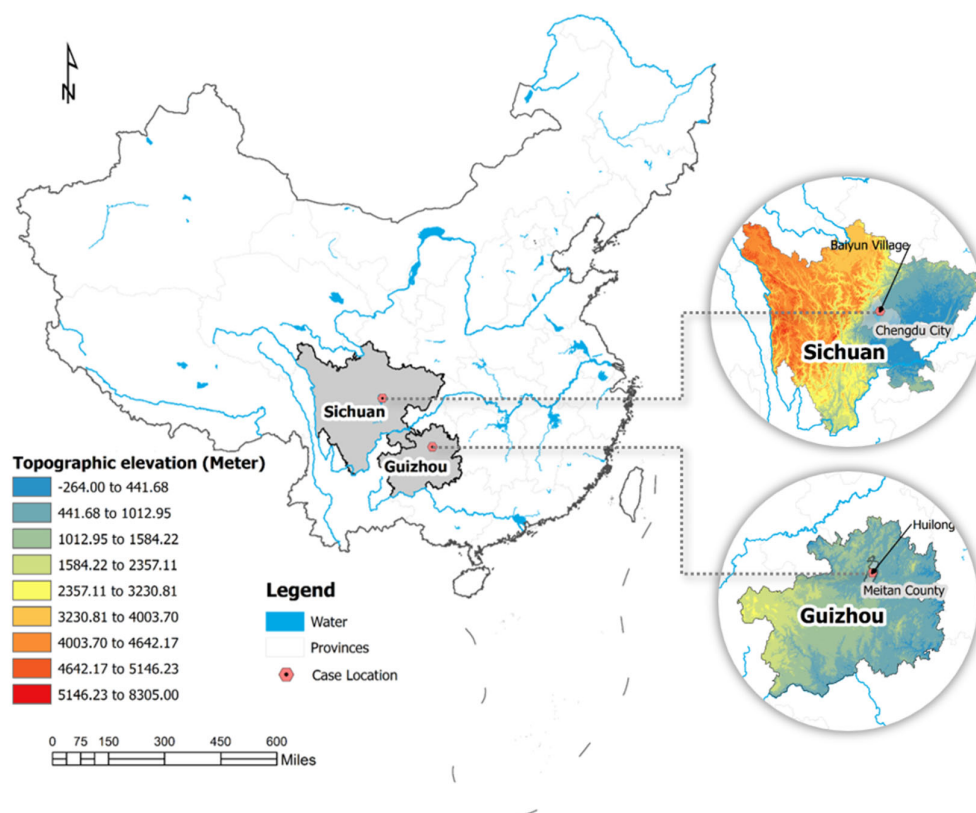 N
Baiyun Village
Chengdu City
Sichuan
Sichuan
Guizhou
Topographic elevation (Meter)
-264.00 to 441.68
441.68 to 1012.95
1012.95 to 1584.22
1584.22 to 2357.11
2357.11 to 3230.81
3230.81 to 4003.70
4003.70 to 4642.17
4642.17 to 5146.23
5146.23 to 8305.00
Legend
Water
Provinces
Case Location
Huilong
Meitan County
Guizhou
0 75 150 300 450 600
Miles